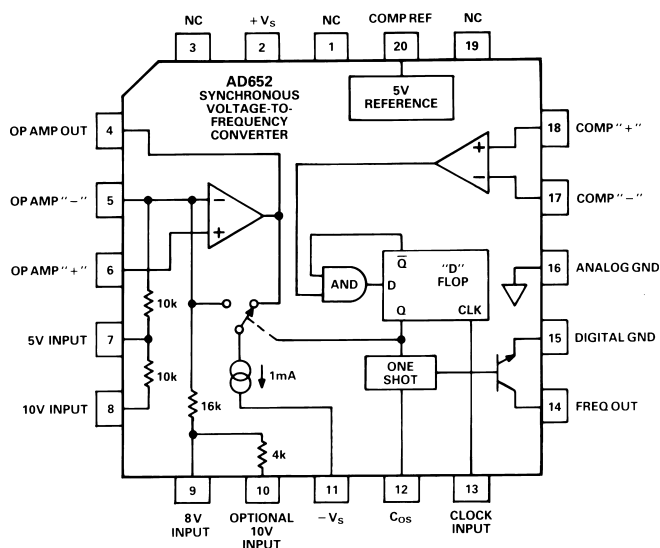 NC
+ VS
NC
COMP REF
NC
3
2
1
20
19
AD652
SYNCHRONOUS
VOLTAGE-TO-
FREQUENCY
CONVERTER
5V
REFERENCE
OP AMP OUT
4
18
COMP "+"
OP AMP "–"
5
17
COMP "–"
OP AMP "+"
6
16
ANALOG GND
5V INPUT
7
15
DIGITAL GND
10V INPUT
8
14
FREQ OUT
+
–
–
+
Q̅
"D"
FLOP
AND
D
Q
CLK
10k
10k
ONE
SHOT
1mA
16k
4k
9
10
11
12
13
8V
INPUT
OPTIONAL
10V
INPUT
– VS
COS
CLOCK
INPUT